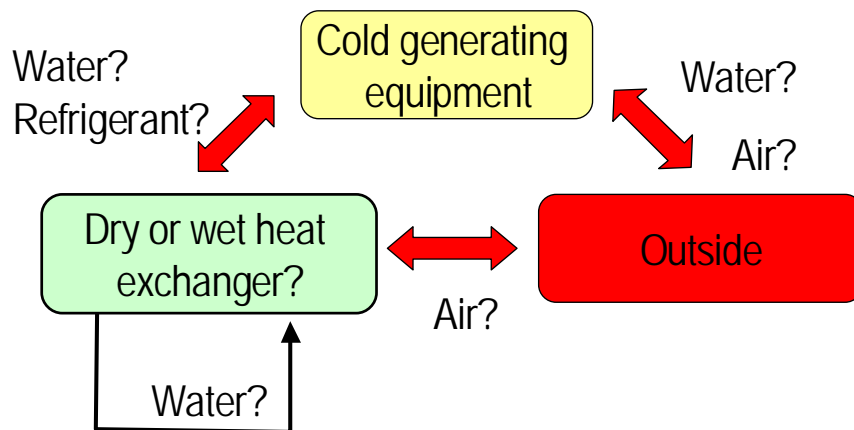 Cold generating
equipment
Water?
Refrigerant?
Water?
Air?
Dry or wet heat
exchanger?
Outside
Air?
Water?